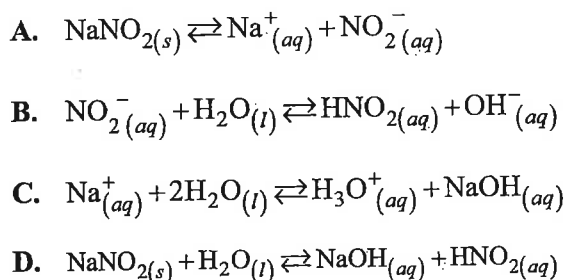 A. NaNO₂₍ₛ₎ ⇄ Na⁺(aq) + NO₂⁻(aq)
B. NO₂⁻(aq) + H₂O(l) ⇄ HNO₂(aq) + OH⁻(aq)
C. Na⁺(aq) + 2H₂O(l) ⇄ H₃O⁺(aq) + NaOH(aq)
D. NaNO₂(s) + H₂O(l) ⇄ NaOH(aq) + HNO₂(aq)